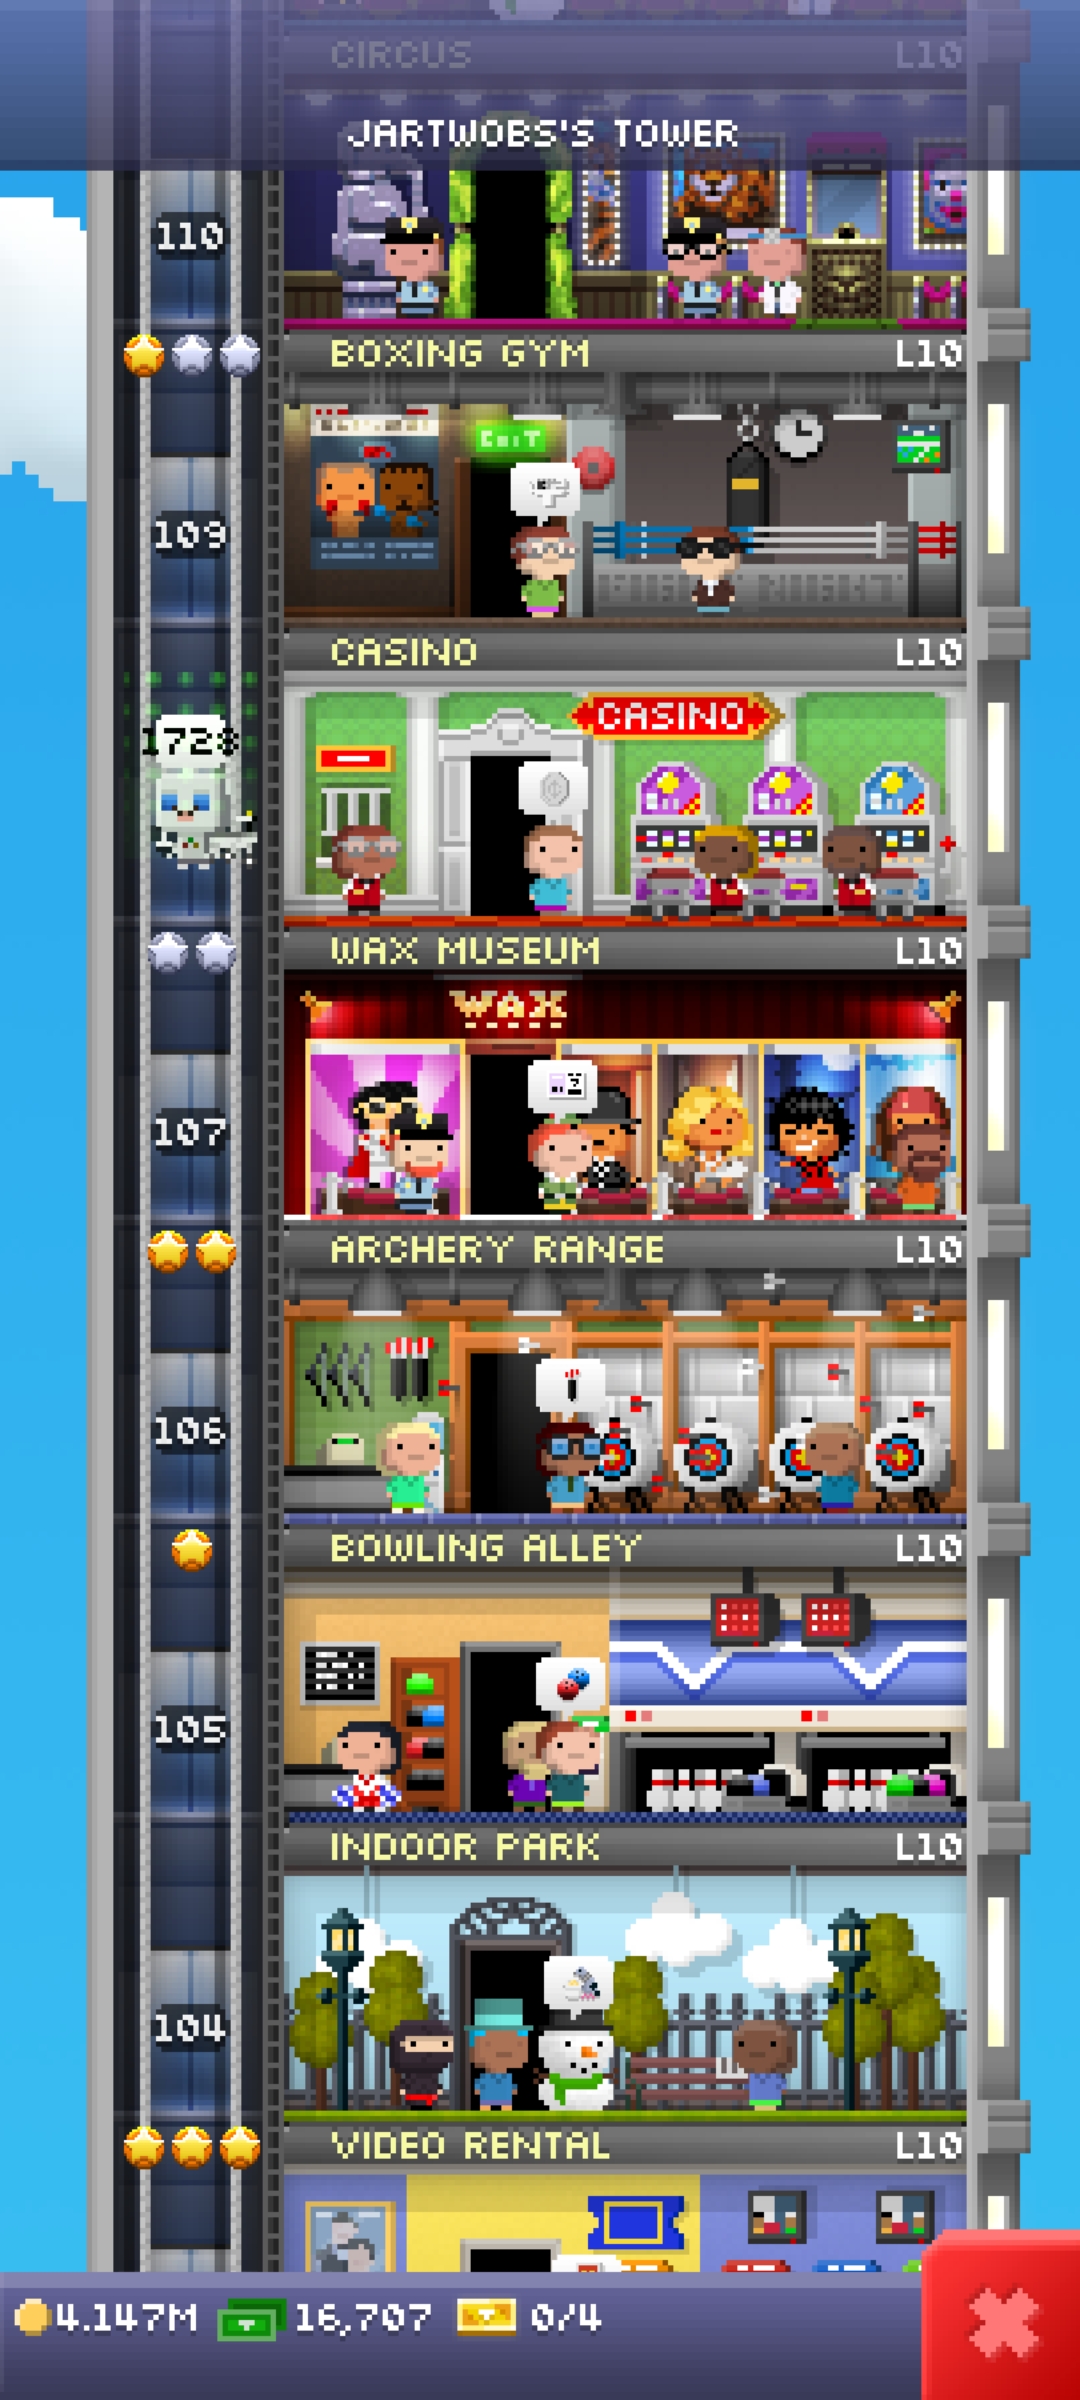 CIRCUS L10
JARTWOBS'S TOWER
110
BOXING GYM L10
EXIT
109
CASINO L10
CASINO
1728
WAX MUSEUM L10
WAX
107
ARCHERY RANGE L10
106
BOWLING ALLEY L10
105
INDOOR PARK L10
104
VIDEO RENTAL L10
4.147M 16,707 0/4